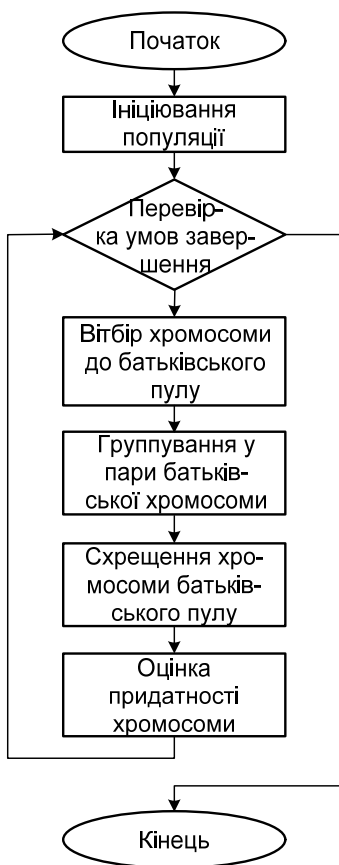 Початок
Ініціювання
популяції
Перевір-
ка умов завер-
шення
Вітбір хромосоми
до батьківського
пулу
Группування у
пари батьків-
ської хромосоми
Схрещення хро-
мосоми батьків-
ського пулу
Оцінка
придатності
хромосоми
Кінець